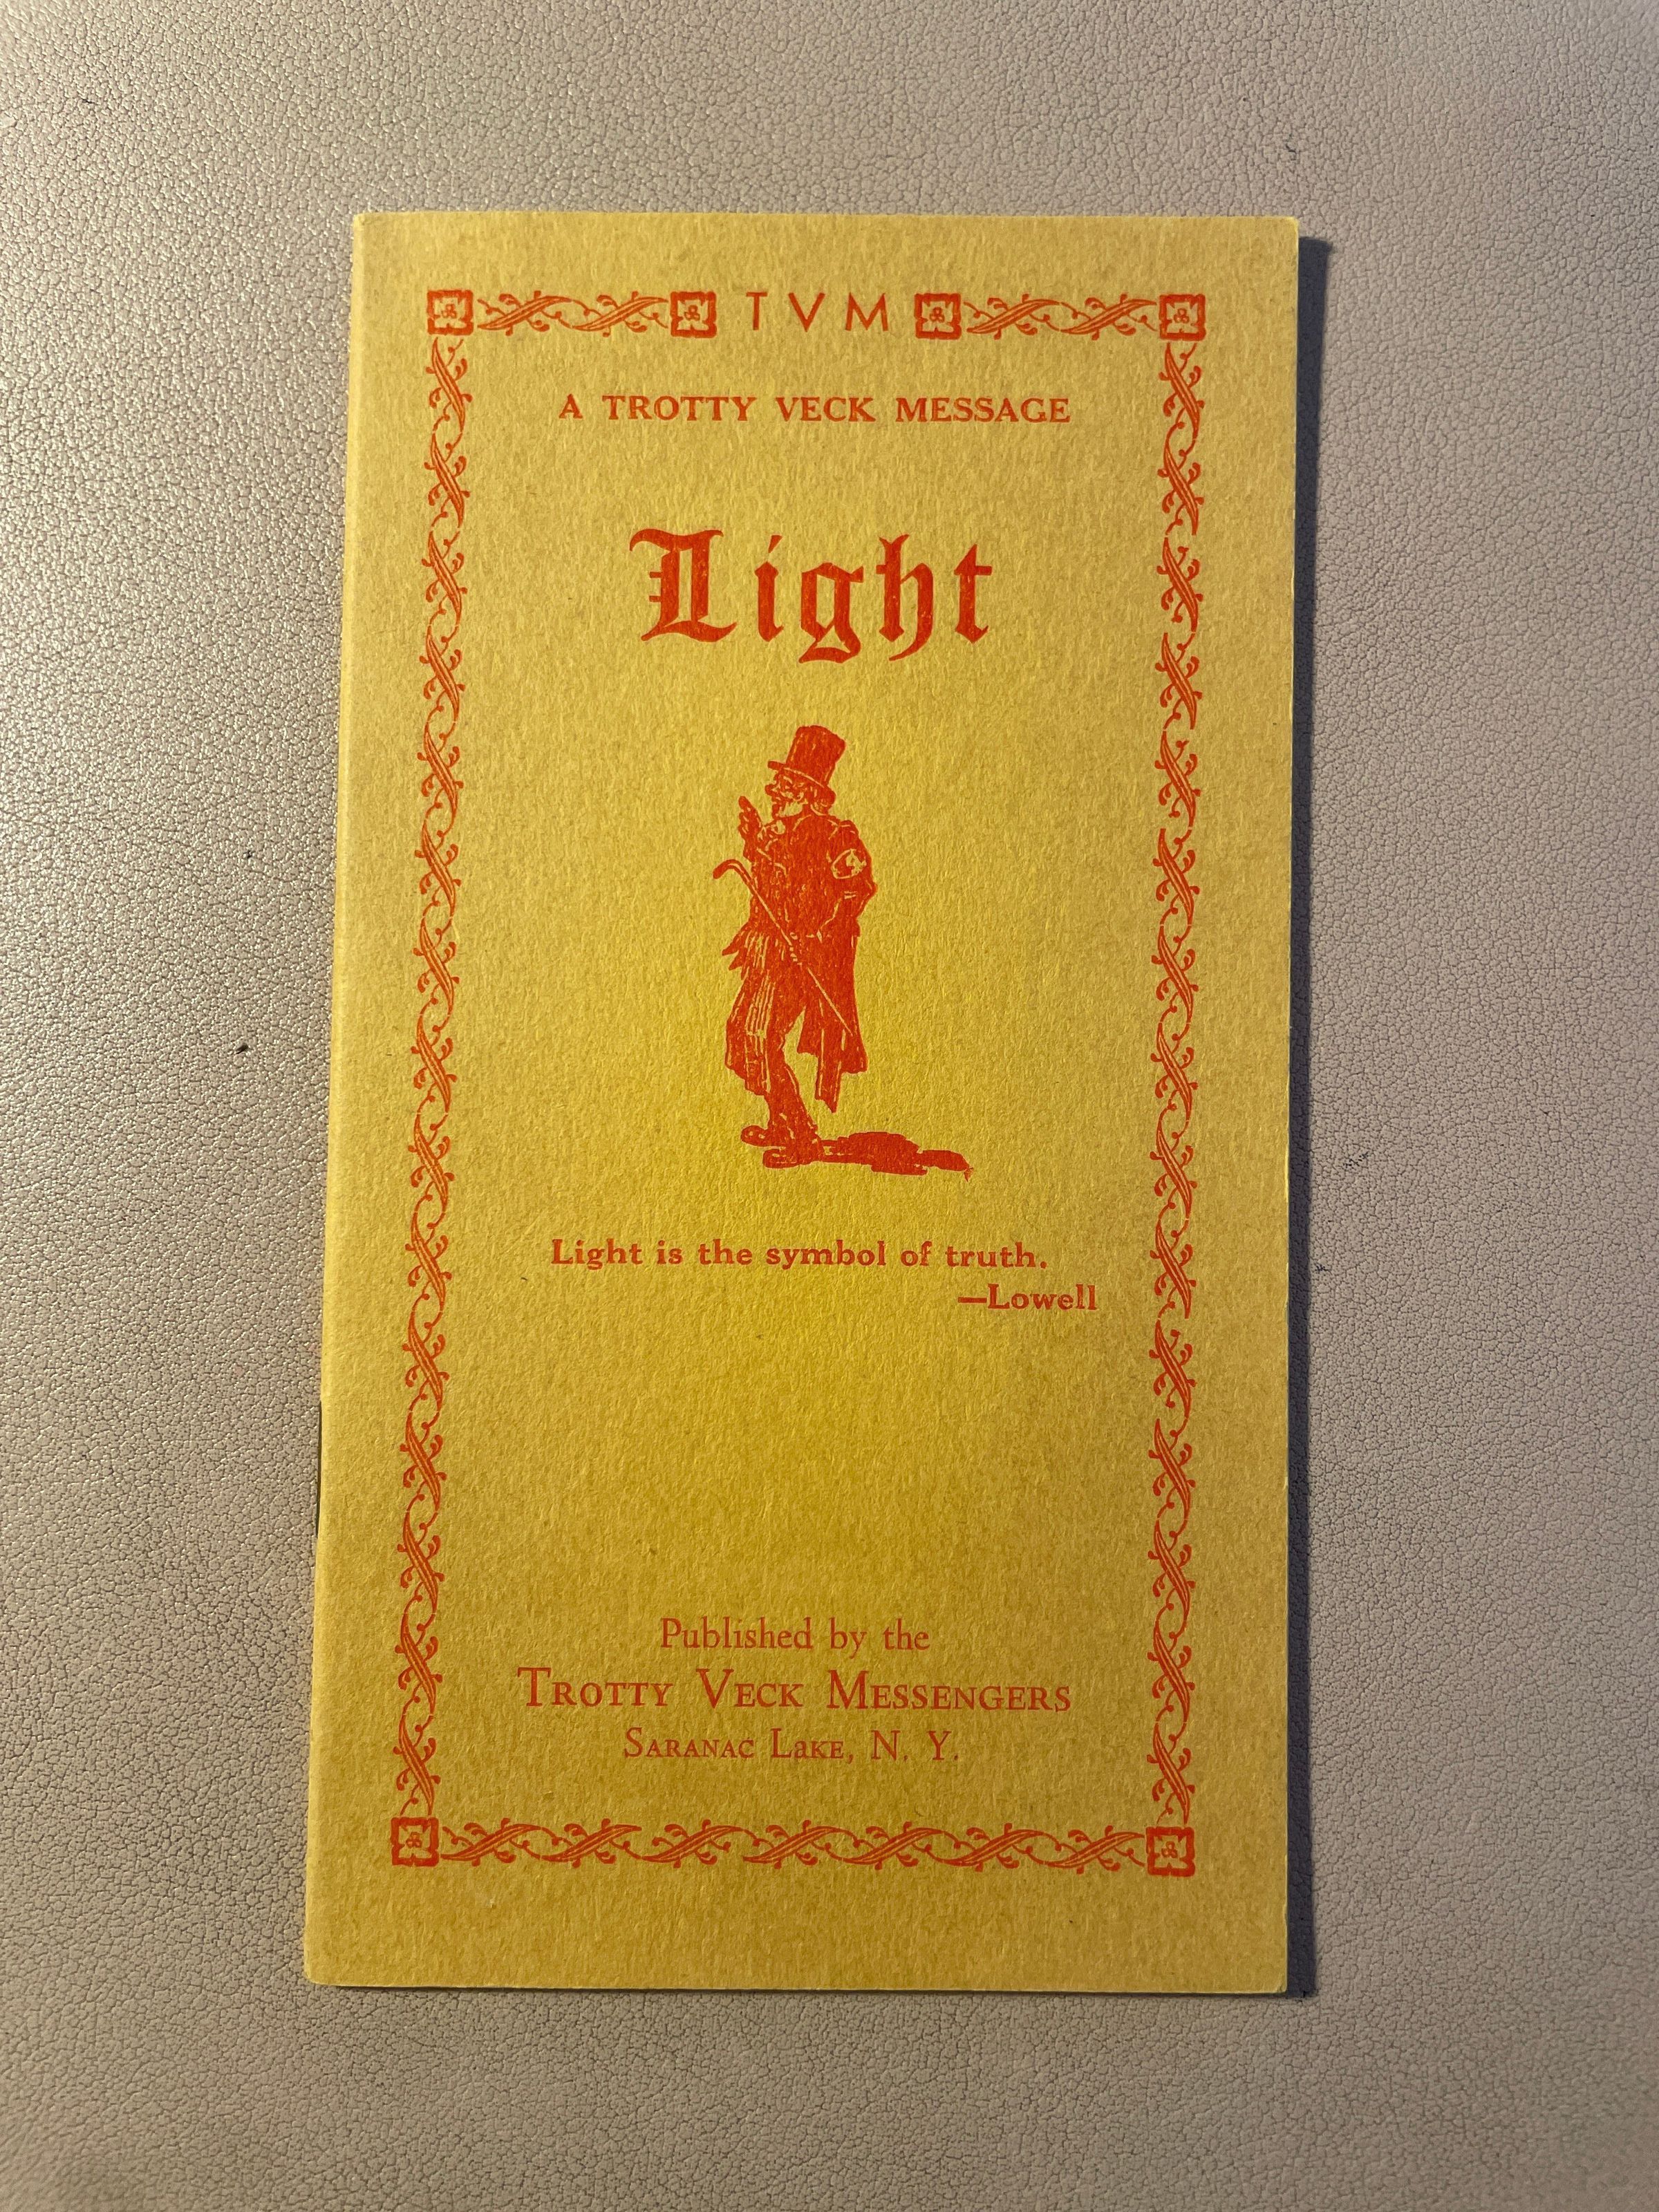 T V M
A TROTTY VECK MESSAGE
Light
Light is the symbol of truth.
—Lowell
Published by the
TROTTY VECK MESSENGERS
SARANAC LAKE, N. Y.